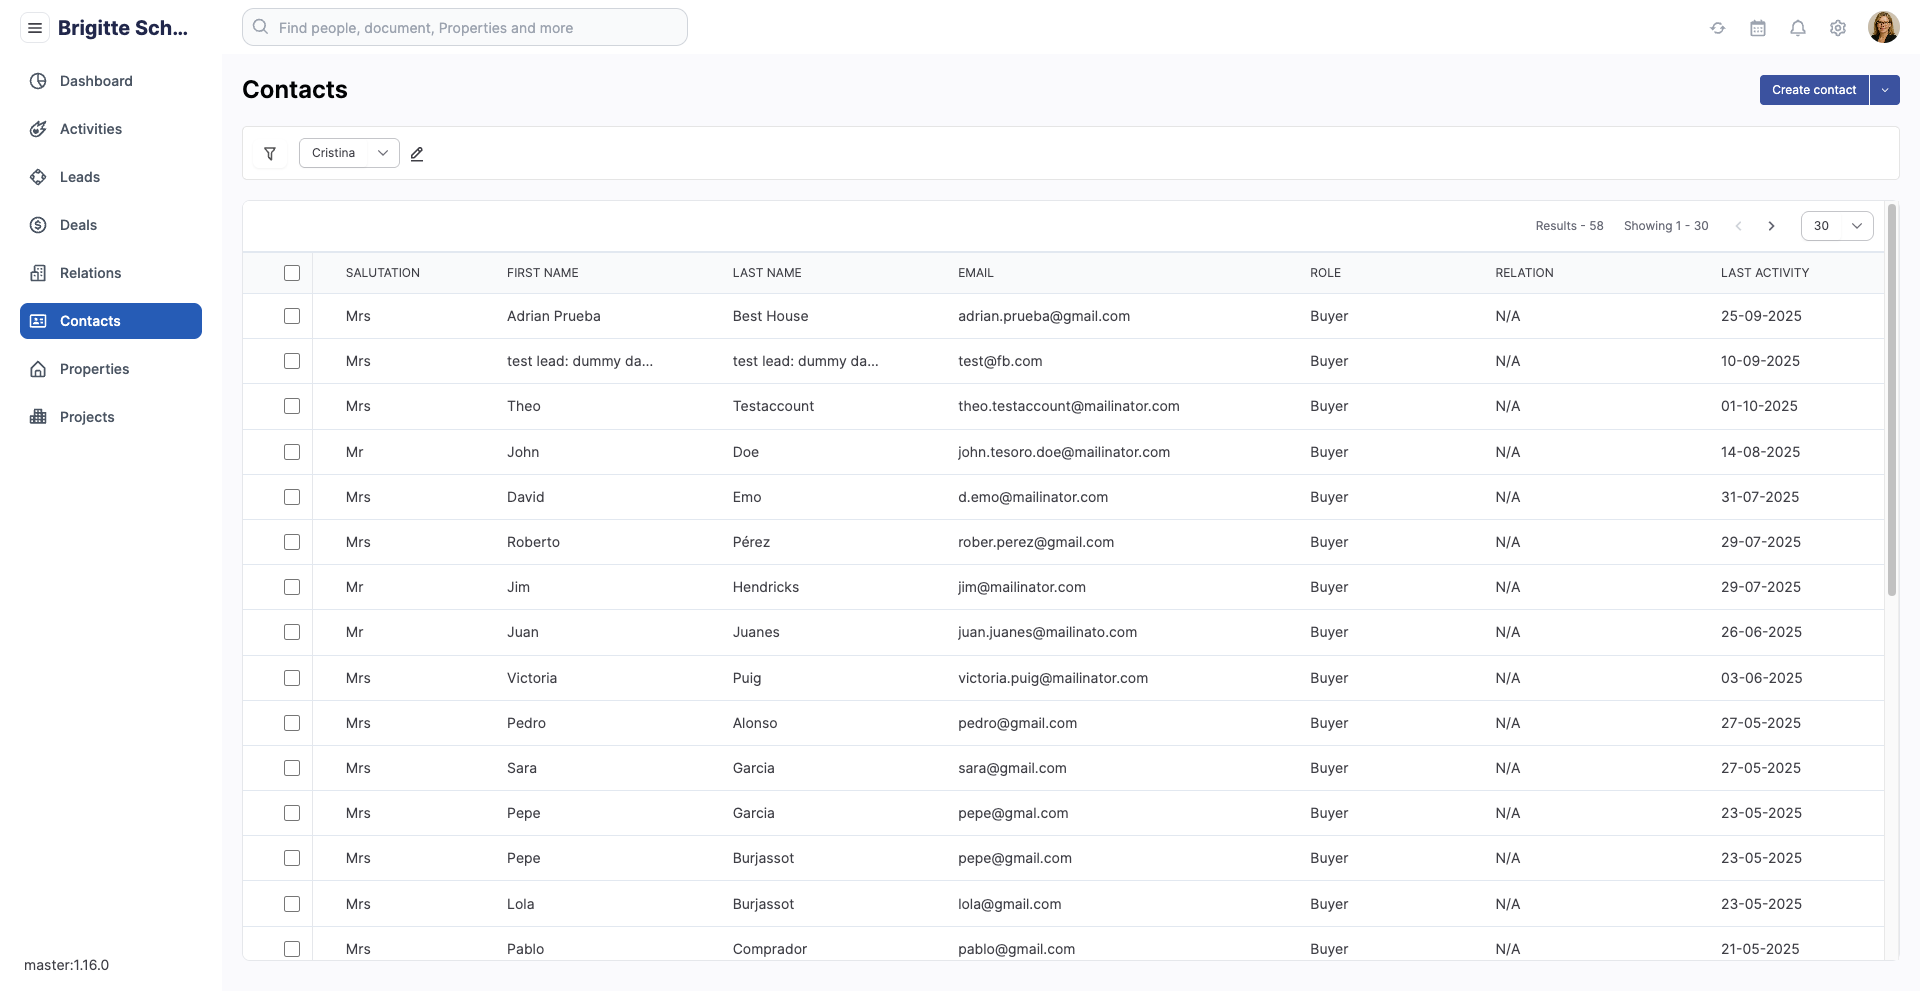 Brigitte Sch...
Find people, document, Properties and more
Dashboard
Activities
Leads
Deals
Relations
Contacts
Properties
Projects
master:1.16.0
Contacts
Create contact
Cristina
Results - 58 Showing 1 - 30 30
SALUTATION FIRST NAME LAST NAME EMAIL ROLE RELATION LAST ACTIVITY
Mrs Adrian Prueba Best House adrian.prueba@gmail.com Buyer N/A 25-09-2025
Mrs test lead: dummy da... test lead: dummy da... test@fb.com Buyer N/A 10-09-2025
Mrs Theo Testaccount theo.testaccount@mailinator.com Buyer N/A 01-10-2025
Mr John Doe john.tesoro.doe@mailinator.com Buyer N/A 14-08-2025
Mrs David Emo d.emo@mailinator.com Buyer N/A 31-07-2025
Mrs Roberto Pérez rober.perez@gmail.com Buyer N/A 29-07-2025
Mr Jim Hendricks jim@mailinator.com Buyer N/A 29-07-2025
Mr Juan Juanes juan.juanes@mailinato.com Buyer N/A 26-06-2025
Mrs Victoria Puig victoria.puig@mailinator.com Buyer N/A 03-06-2025
Mrs Pedro Alonso pedro@gmail.com Buyer N/A 27-05-2025
Mrs Sara Garcia sara@gmail.com Buyer N/A 27-05-2025
Mrs Pepe Garcia pepe@gmal.com Buyer N/A 23-05-2025
Mrs Pepe Burjassot pepe@gmail.com Buyer N/A 23-05-2025
Mrs Lola Burjassot lola@gmail.com Buyer N/A 23-05-2025
Mrs Pablo Comprador pablo@gmail.com Buyer N/A 21-05-2025